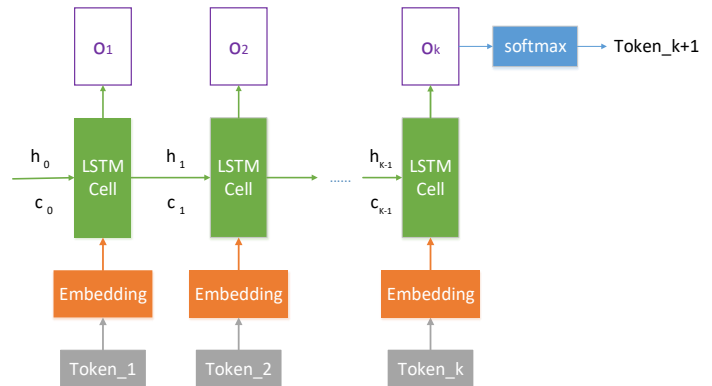 O1
O2
Ok
softmax
Token_k+1
h0
LSTM
Cell
c0
h1
LSTM
Cell
c1
......
hK-1
LSTM
Cell
cK-1
Embedding
Embedding
Embedding
Token_1
Token_2
Token_k